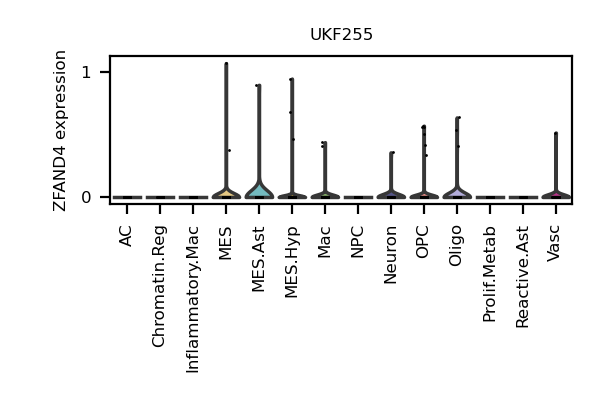 UKF255
ZFAND4 expression
1
0
AC
Chromatin.Reg
Inflammatory.Mac
MES
MES.Ast
MES.Hyp
Mac
NPC
Neuron
OPC
Oligo
Prolif.Metab
Reactive.Ast
Vasc